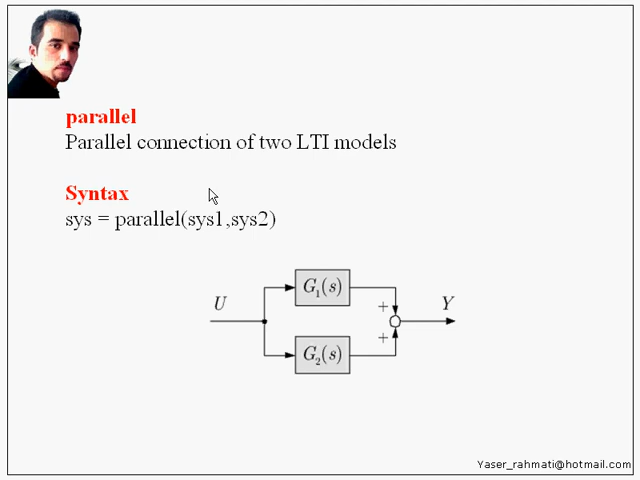 parallel
Parallel connection of two LTI models
Syntax
sys = parallel(sys1,sys2)
G1(s)
U
Y
+
+
G2(s)
Yaser_rahmati@hotmail.com